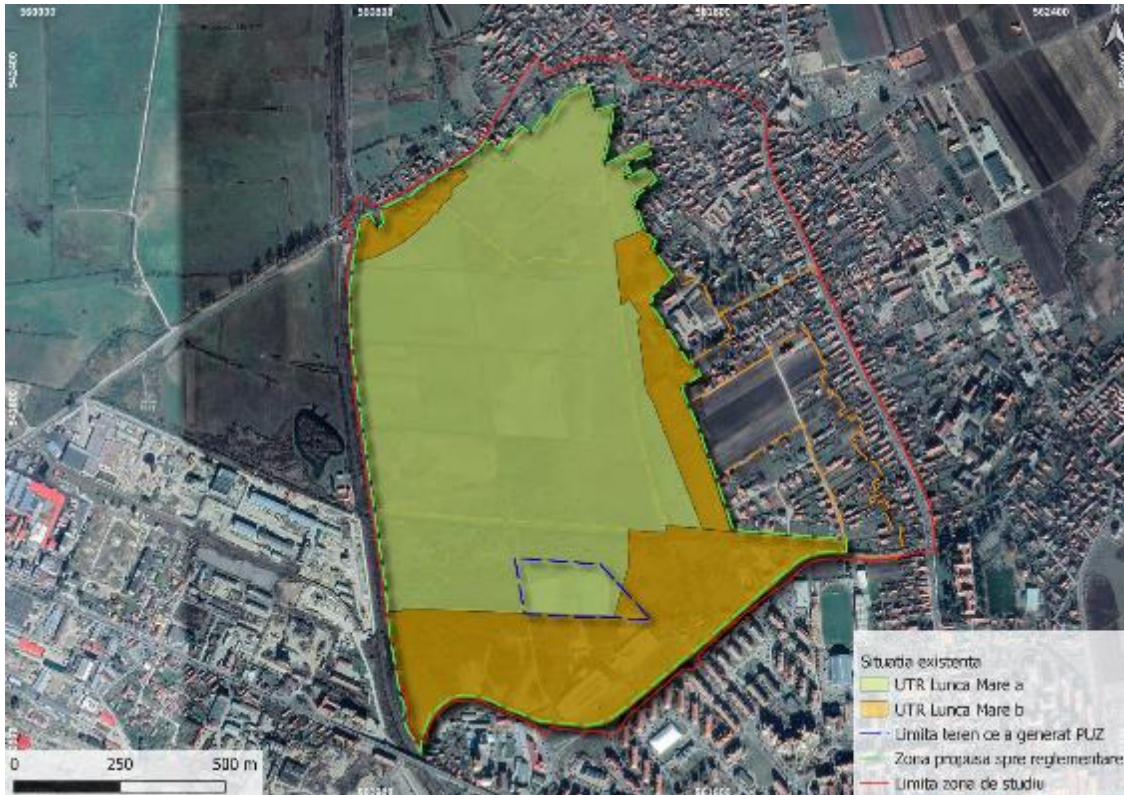 562400
Situatia existenta
UTR Lunca Mare a
UTR Lunca Mare b
Limita teren ce a generat PUZ
Zona propusa spre reglementare
Limita zona de studiu
0 250 500 m